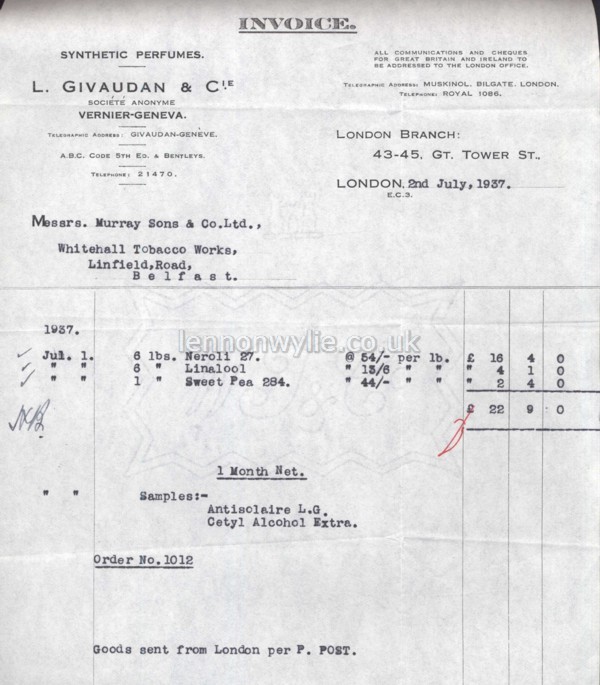 INVOICE.
SYNTHETIC PERFUMES.
L. GIVAUDAN & CIE
SOCIÉTÉ ANONYME
VERNIER-GENEVA.
TELEGRAPHIC ADDRESS: GIVAUDAN-GENÈVE.
A.B.C. CODE 5TH ED. & BENTLEYS.
TELEPHONE: 21470.
ALL COMMUNICATIONS AND CHEQUES
FOR GREAT BRITAIN AND IRELAND TO
BE ADDRESSED TO THE LONDON OFFICE.
TELEGRAPHIC ADDRESS: MUSKINOL, BILGATE, LONDON.
TELEPHONE: ROYAL 1086.
LONDON BRANCH:
43-45, GT. TOWER ST.,
LONDON, 2nd July, 1937.
E.C.3.
Messrs. Murray Sons & Co.Ltd.,
Whitehall Tobacco Works,
Linfield,Road,
Belfast.
lennonwylie.co.uk
1937.
Jul. 1. 6 lbs. Neroli 27. @ 54/- per lb. £ 16 4 0
" " 6 " Linalool " 13/6 " " " 4 1 0
" " 1 " Sweet Pea 284. " 44/- " " " 2 4 0
£ 22 9 0
1 Month Net.
" " Samples:-
Antisolaire L.G.
Cetyl Alcohol Extra.
Order No.1012
Goods sent from London per P. POST.